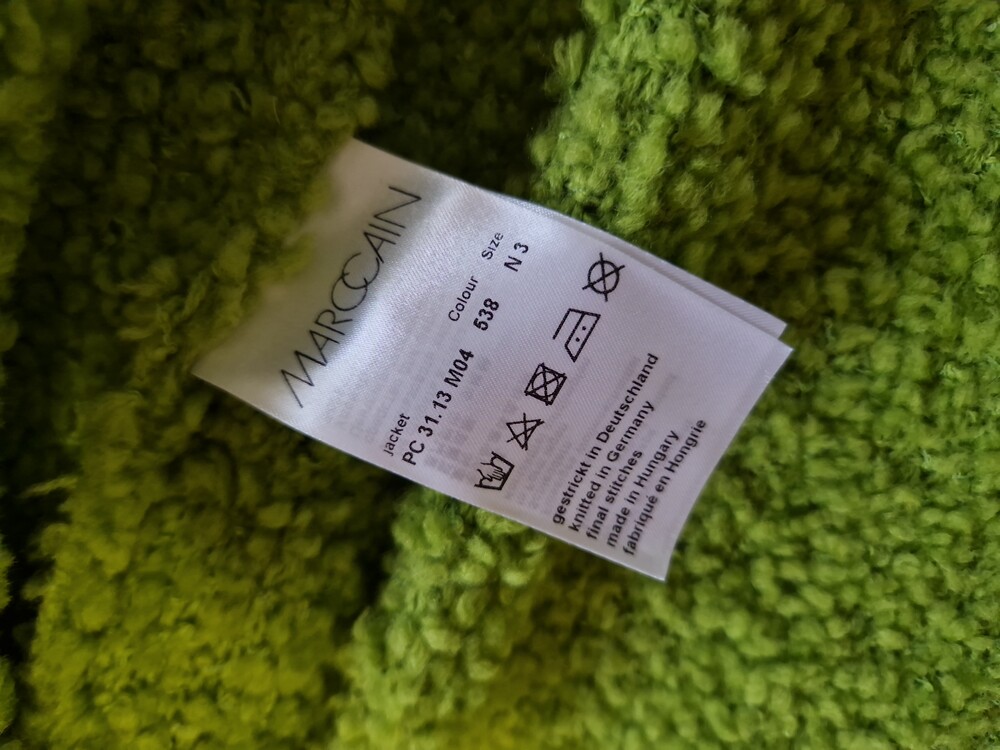 MARCCAIN
jacket Colour Size
PC 31.13 M04 538 N 3
gestrickt in Deutschland
knitted in Germany
final stitches
made in Hungary
fabriqué en Hongrie